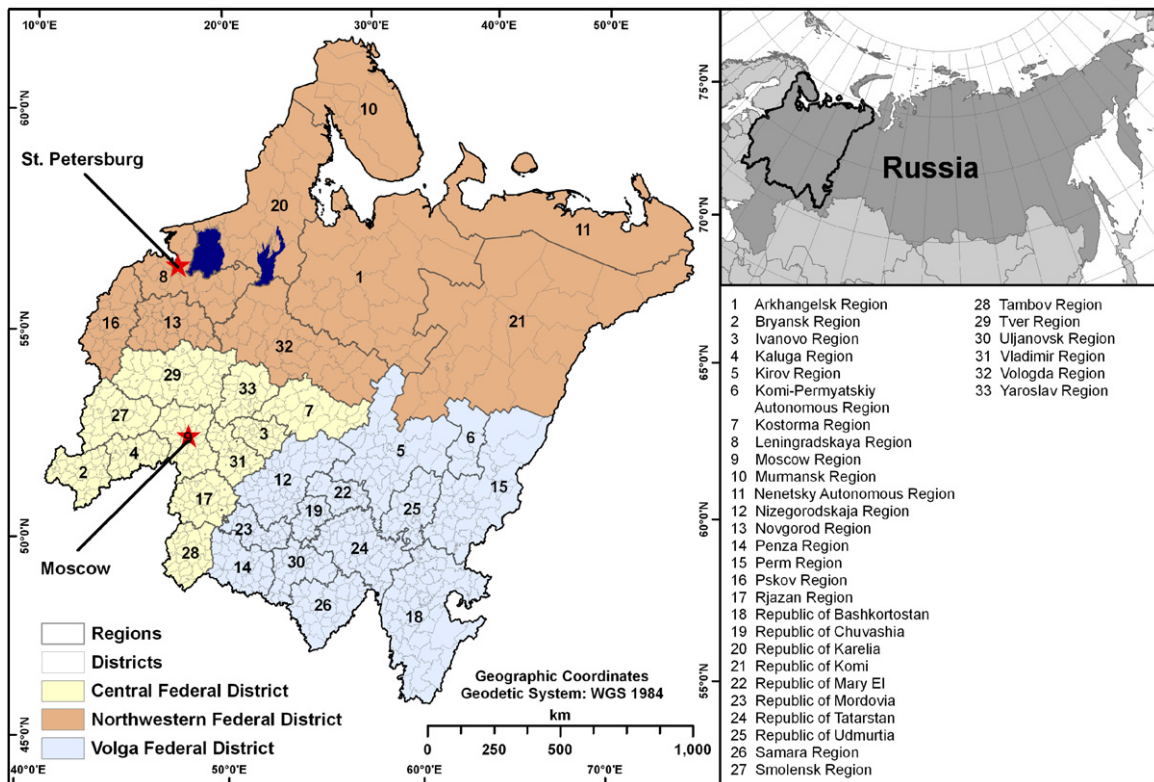 10°0'E
20°0'E
30°0'E
40°0'E
50°0'E
60°0'N
55°0'N
50°0'N
45°0'N
75°0'N
70°0'N
65°0'N
60°0'N
55°0'N
40°0'E
50°0'E
60°0'E
70°0'E
St. Petersburg
Moscow
10
20
11
8
1
16
13
21
32
29
33
7
27
3
6
9
5
4
2
31
12
22
15
17
19
25
23
24
28
14
30
26
18
Regions
Districts
Central Federal District
Northwestern Federal District
Volga Federal District
Geographic Coordinates
Geodetic System: WGS 1984
km
0 250 500 1,000
Russia
1 Arkhangelsk Region
2 Bryansk Region
3 Ivanovo Region
4 Kaluga Region
5 Kirov Region
6 Komi-Permyatskiy
Autonomous Region
7 Kostorma Region
8 Leningradskaya Region
9 Moscow Region
10 Murmansk Region
11 Nenetsky Autonomous Region
12 Nizegorodskaja Region
13 Novgorod Region
14 Penza Region
15 Perm Region
16 Pskov Region
17 Rjazan Region
18 Republic of Bashkortostan
19 Republic of Chuvashia
20 Republic of Karelia
21 Republic of Komi
22 Republic of Mary El
23 Republic of Mordovia
24 Republic of Tatarstan
25 Republic of Udmurtia
26 Samara Region
27 Smolensk Region
28 Tambov Region
29 Tver Region
30 Uljanovsk Region
31 Vladimir Region
32 Vologda Region
33 Yaroslav Region